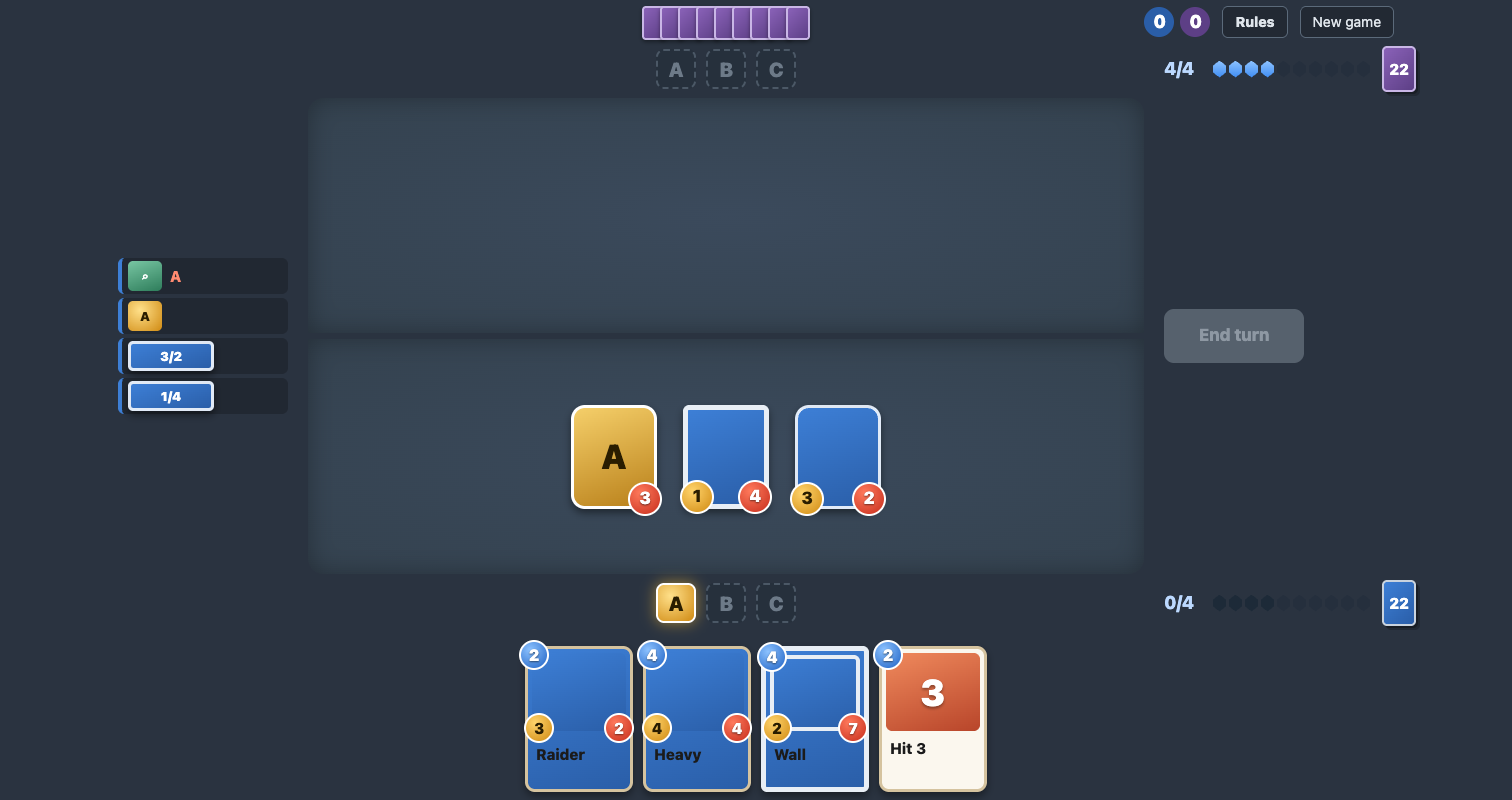 0 0 Rules New game
A B C
4/4 22
⌕ A
A
3/2
1/4
End turn
A 3 1 4 3 2
A B C
0/4 22
2 4 4 2
3
3 2 4 4 2 7
Raider Heavy Wall Hit 3